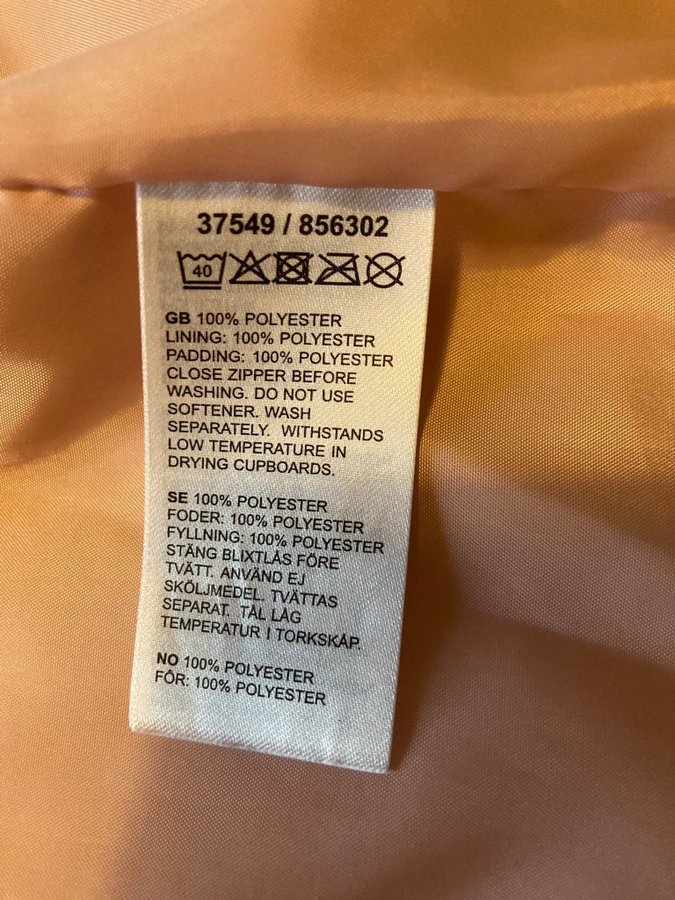 37549 / 856302
40
GB 100% POLYESTER
LINING: 100% POLYESTER
PADDING: 100% POLYESTER
CLOSE ZIPPER BEFORE
WASHING. DO NOT USE
SOFTENER. WASH
SEPARATELY. WITHSTANDS
LOW TEMPERATURE IN
DRYING CUPBOARDS.
SE 100% POLYESTER
FODER: 100% POLYESTER
FYLLNING: 100% POLYESTER
STÄNG BLIXTLÅS FÖRE
TVÄTT. ANVÄND EJ
SKÖLJMEDEL. TVÄTTAS
SEPARAT. TÅL LÅG
TEMPERATUR I TORKSKÅP.
NO 100% POLYESTER
FÔR: 100% POLYESTER